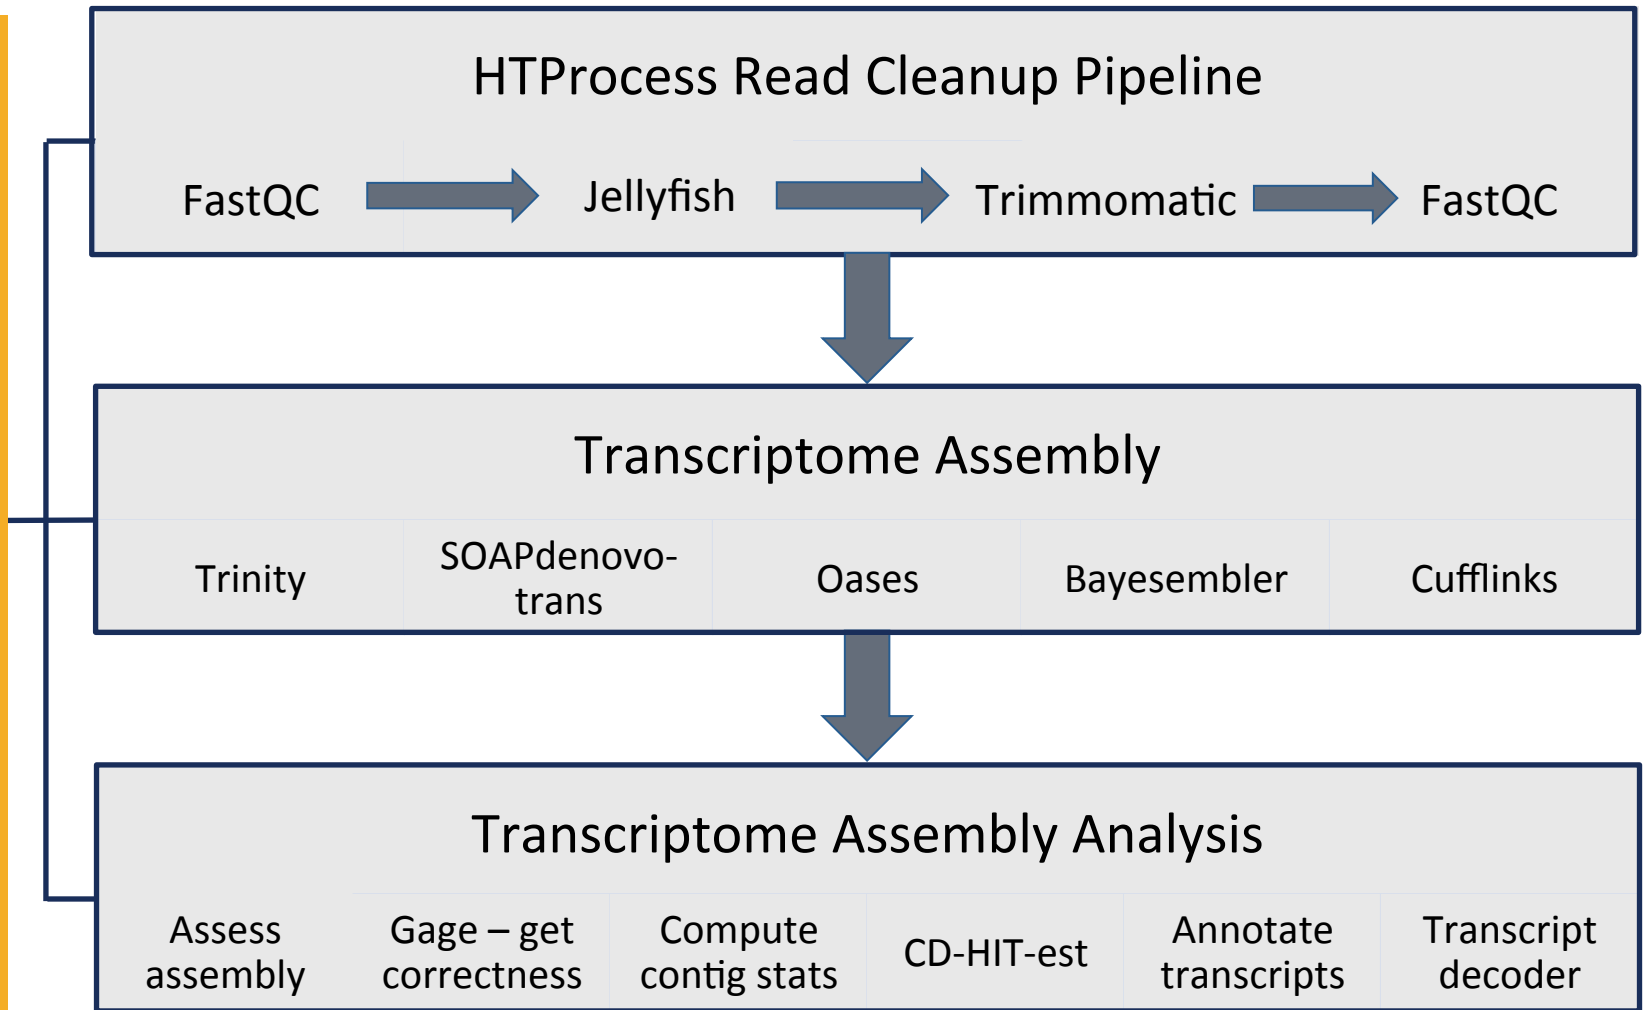 HTProcess Read Cleanup Pipeline
FastQC Jellyfish Trimmomatic FastQC
Transcriptome Assembly
Trinity
SOAPdenovo-
trans
Oases
Bayesembler
Cufflinks
Transcriptome Assembly Analysis
Assess
assembly
Gage – get
correctness
Compute
contig stats
CD-HIT-est
Annotate
transcripts
Transcript
decoder